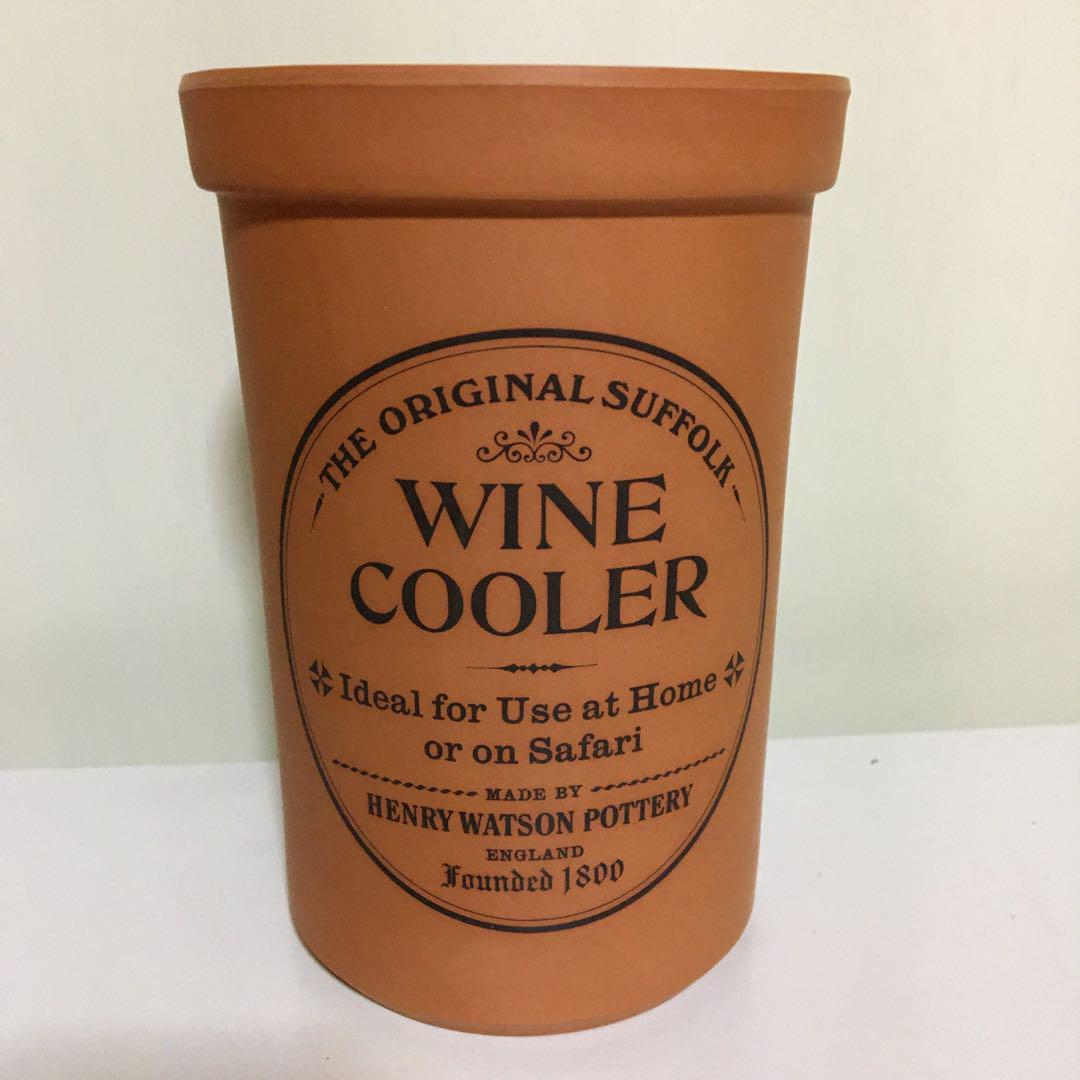 THE ORIGINAL SUFFOLK
WINE
COOLER
Ideal for Use at Home
or on Safari
MADE BY
HENRY WATSON POTTERY
ENGLAND
Founded 1800